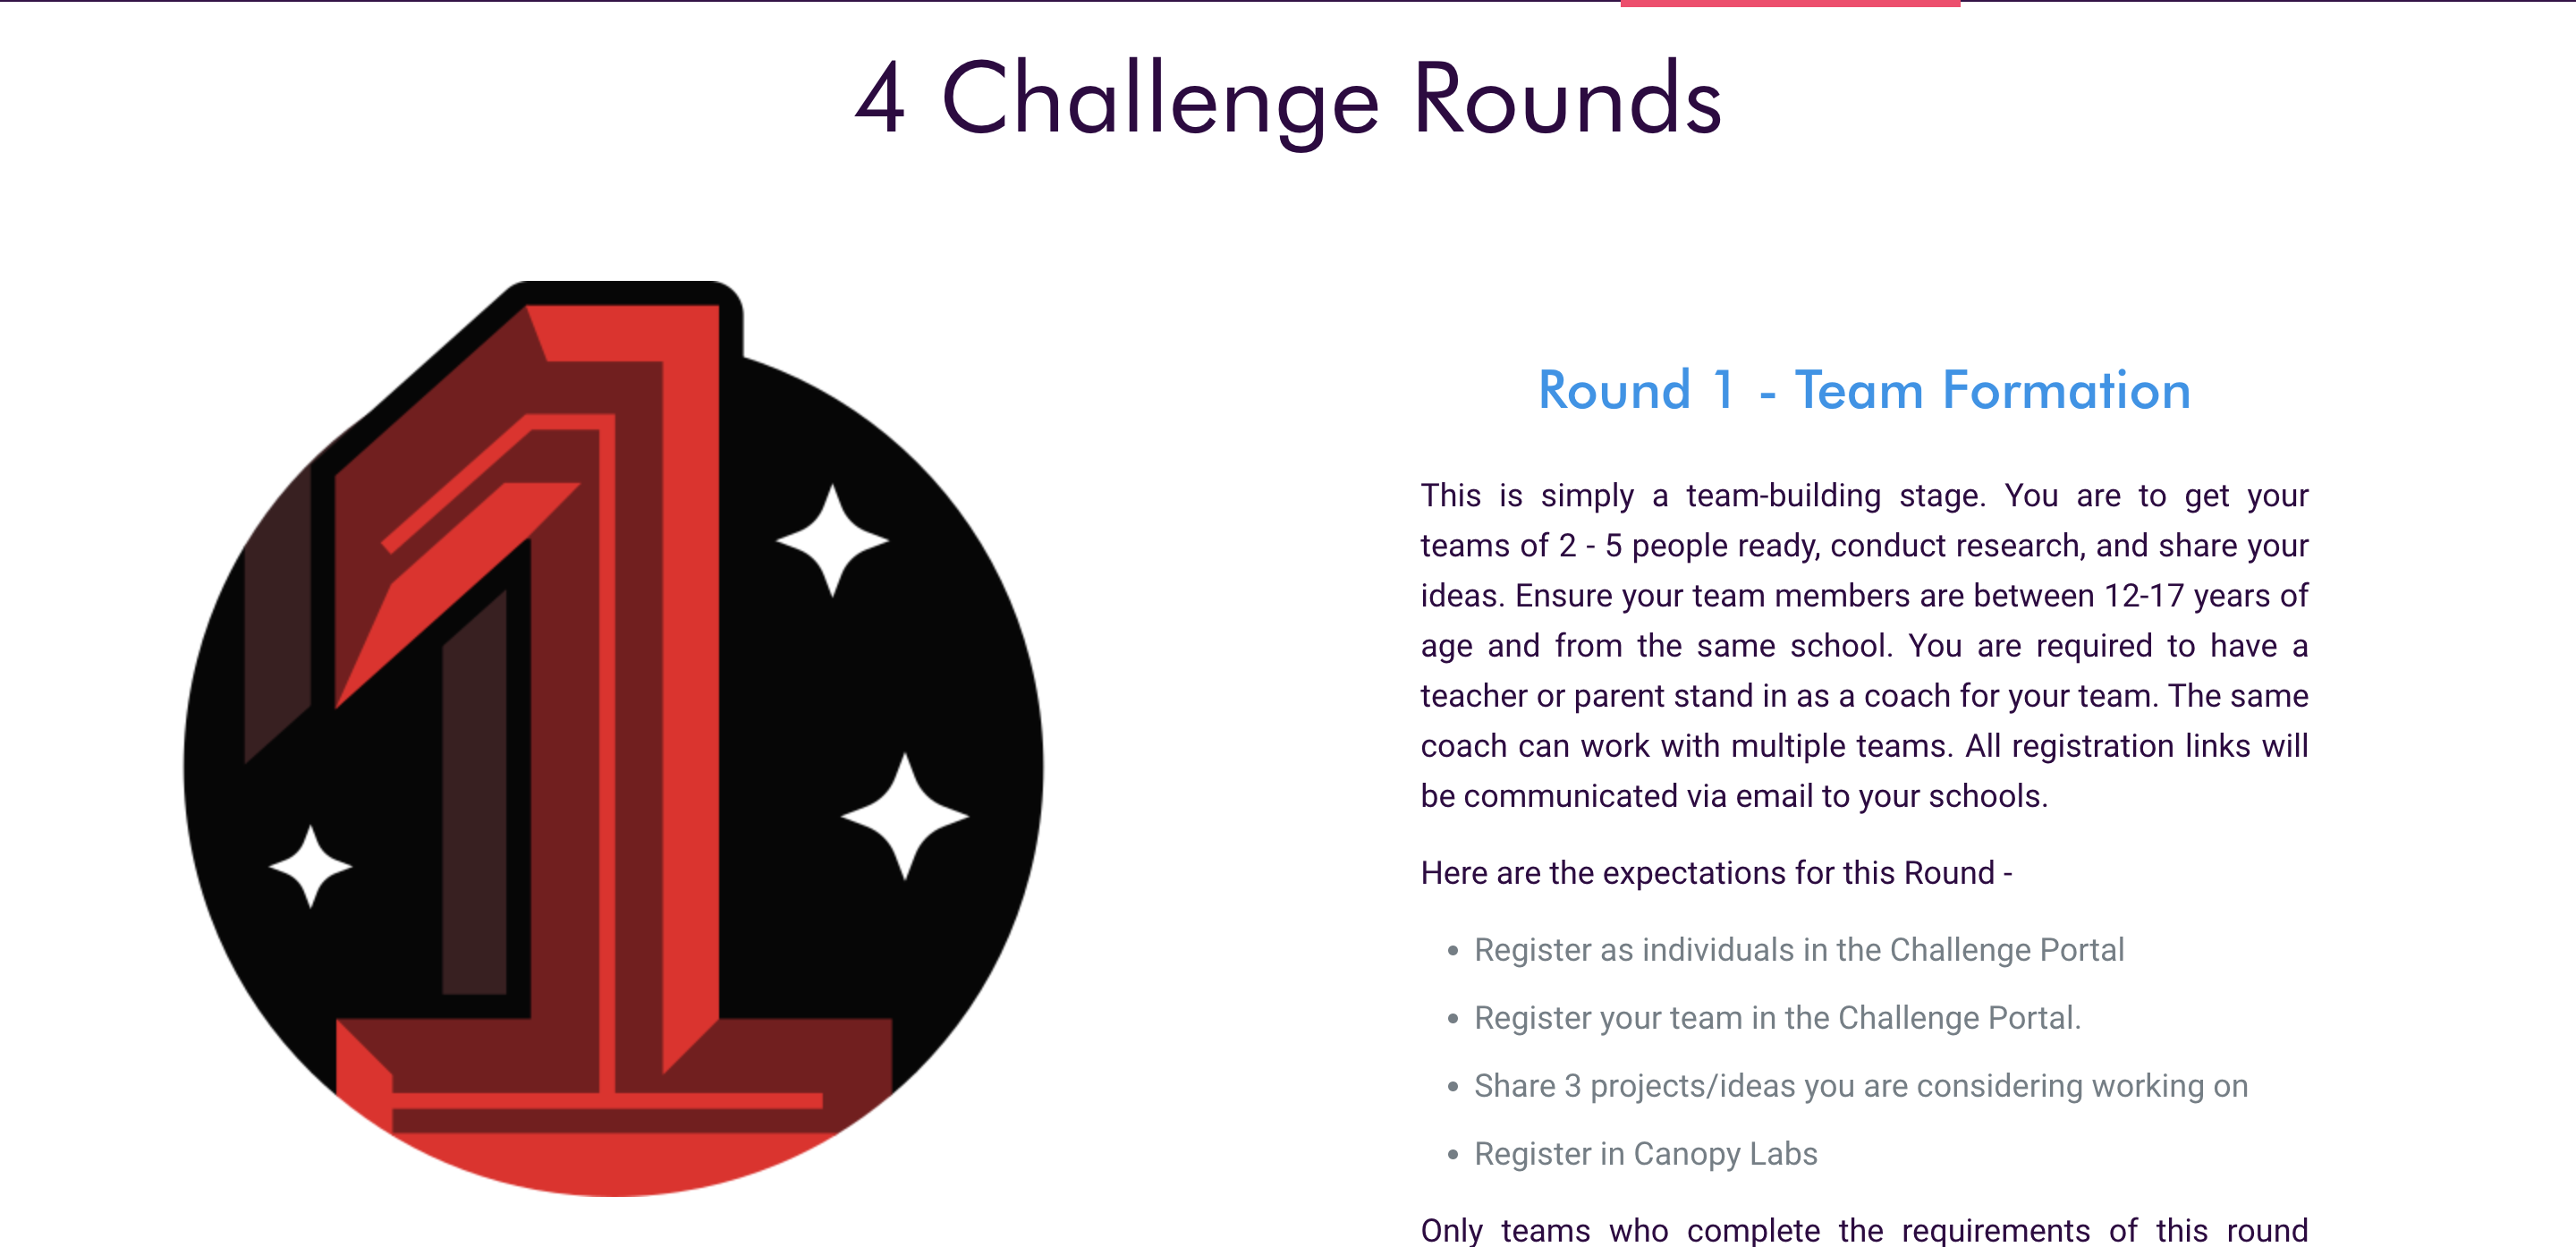 4 Challenge Rounds
1
Round 1 - Team Formation
This is simply a team-building stage. You are to get your
teams of 2 - 5 people ready, conduct research, and share your
ideas. Ensure your team members are between 12-17 years of
age and from the same school. You are required to have a
teacher or parent stand in as a coach for your team. The same
coach can work with multiple teams. All registration links will
be communicated via email to your schools.
Here are the expectations for this Round -
• Register as individuals in the Challenge Portal
• Register your team in the Challenge Portal.
• Share 3 projects/ideas you are considering working on
• Register in Canopy Labs
Only teams who complete the requirements of this round